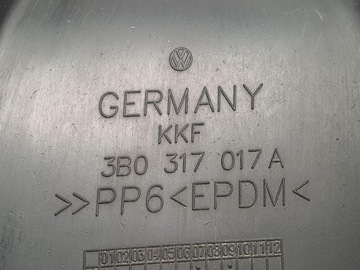 GERMANY
KKF
3B0 317 017 A
>>PP6<EPDM<
01 02 03 04 05 06 07 08 09 10 11 12